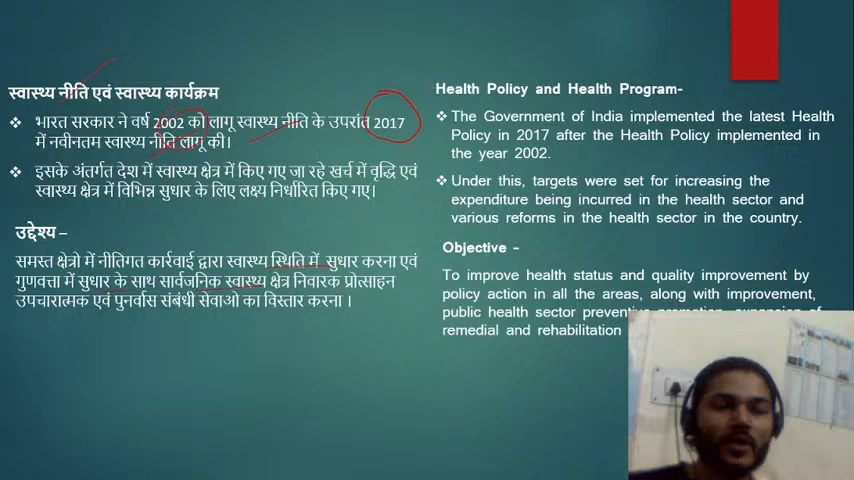 स्वास्थ्य नीति एवं स्वास्थ्य कार्यक्रम
❖ भारत सरकार ने वर्ष 2002 को लागू स्वास्थ्य नीति के उपरांत 2017
में नवीनतम स्वास्थ्य नीति लागू की।
❖ इसके अंतर्गत देश में स्वास्थ्य क्षेत्र में किए गए जा रहे खर्च में वृद्धि एवं
स्वास्थ्य क्षेत्र में विभिन्न सुधार के लिए लक्ष्य निर्धारित किए गए।
उद्देश्य –
समस्त क्षेत्रो में नीतिगत कार्रवाई द्वारा स्वास्थ्य स्थिति में सुधार करना एवं
गुणवत्ता में सुधार के साथ सार्वजनिक स्वास्थ्य क्षेत्र निवारक प्रोत्साहन
उपचारात्मक एवं पुनर्वास संबंधी सेवाओ का विस्तार करना ।
Health Policy and Health Program-
❖ The Government of India implemented the latest Health
Policy in 2017 after the Health Policy implemented in
the year 2002.
❖ Under this, targets were set for increasing the
expenditure being incurred in the health sector and
various reforms in the health sector in the country.
Objective -
To improve health status and quality improvement by
policy action in all the areas, along with improvement,
public health sector preventive promotion, expansion of
remedial and rehabilitation